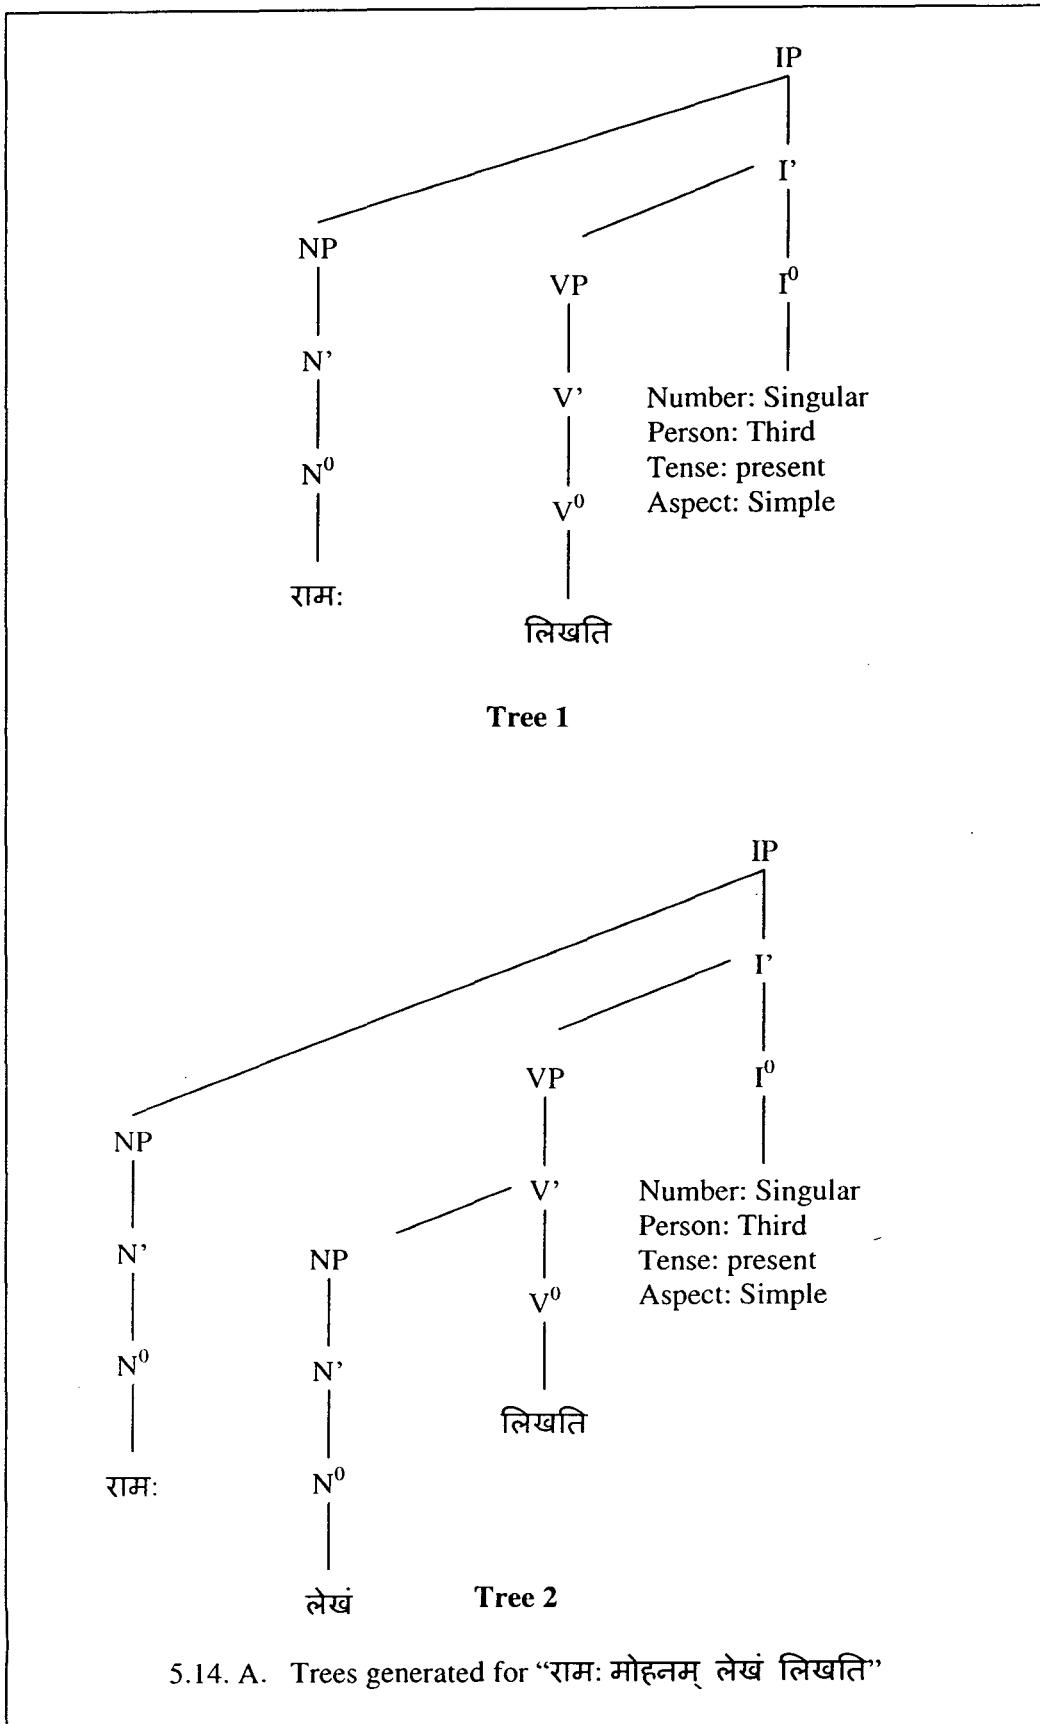 IP
I’
NP
VP
I⁰
N’
V’
Number: Singular
Person: Third
N⁰
Tense: present
V⁰
Aspect: Simple
रामः
लिखति
Tree 1
IP
I’
VP
I⁰
NP
V’
Number: Singular
Person: Third
N’
NP
Tense: present
V⁰
Aspect: Simple
N⁰
N’
लिखति
रामः
N⁰
लेखं
Tree 2
5.14. A. Trees generated for “रामः मोहनम् लेखं लिखति”